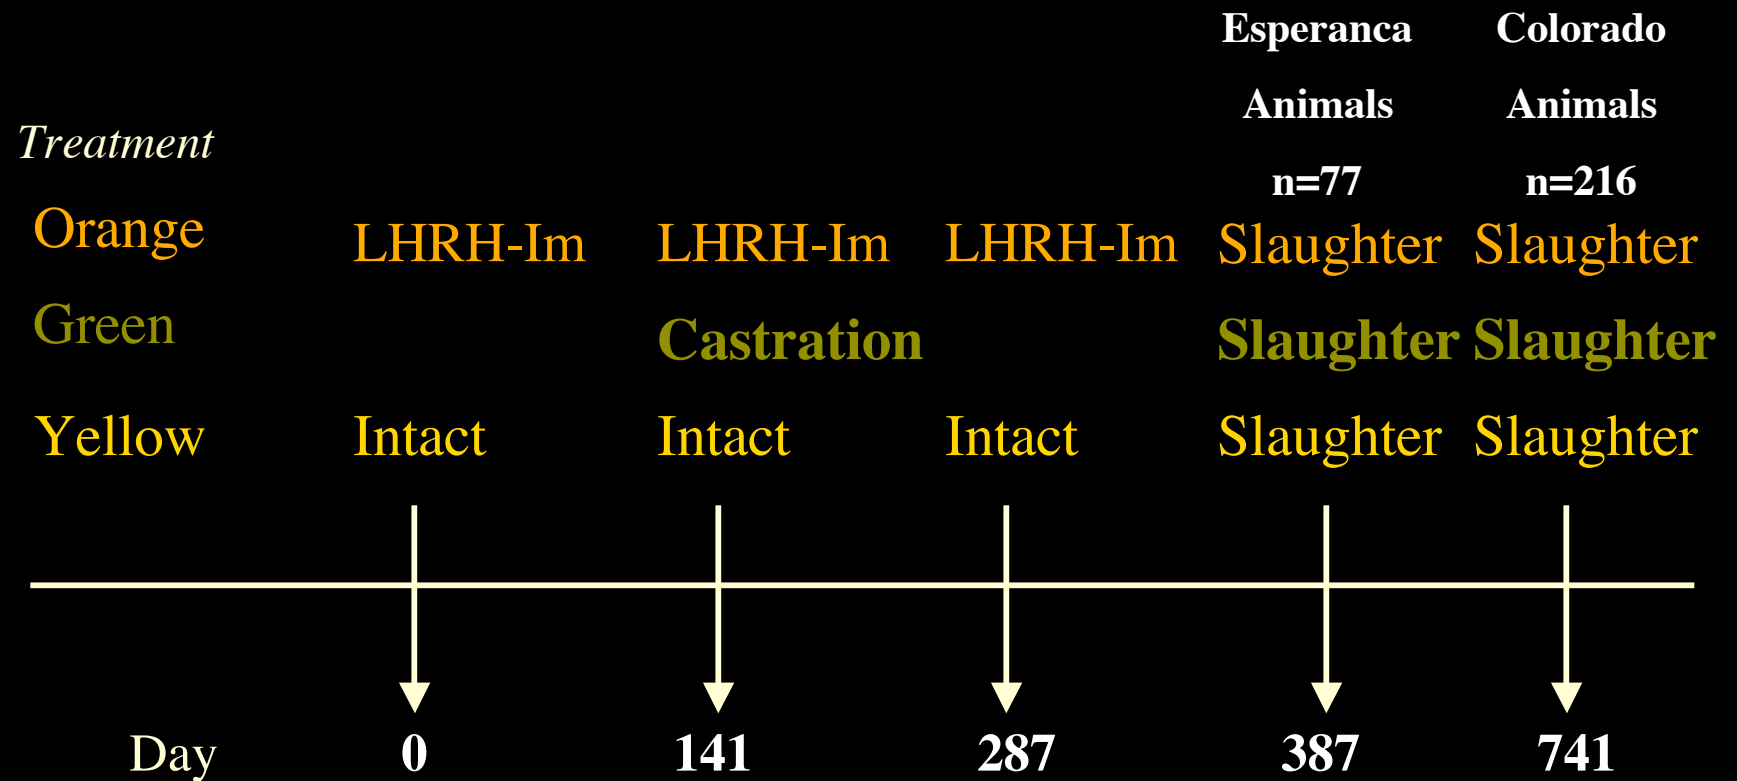 Esperanca Colorado
Animals Animals
Treatment
n=77 n=216
Orange LHRH-Im LHRH-Im LHRH-Im Slaughter Slaughter
Green Castration Slaughter Slaughter
Yellow Intact Intact Intact Slaughter Slaughter
Day 0 141 287 387 741